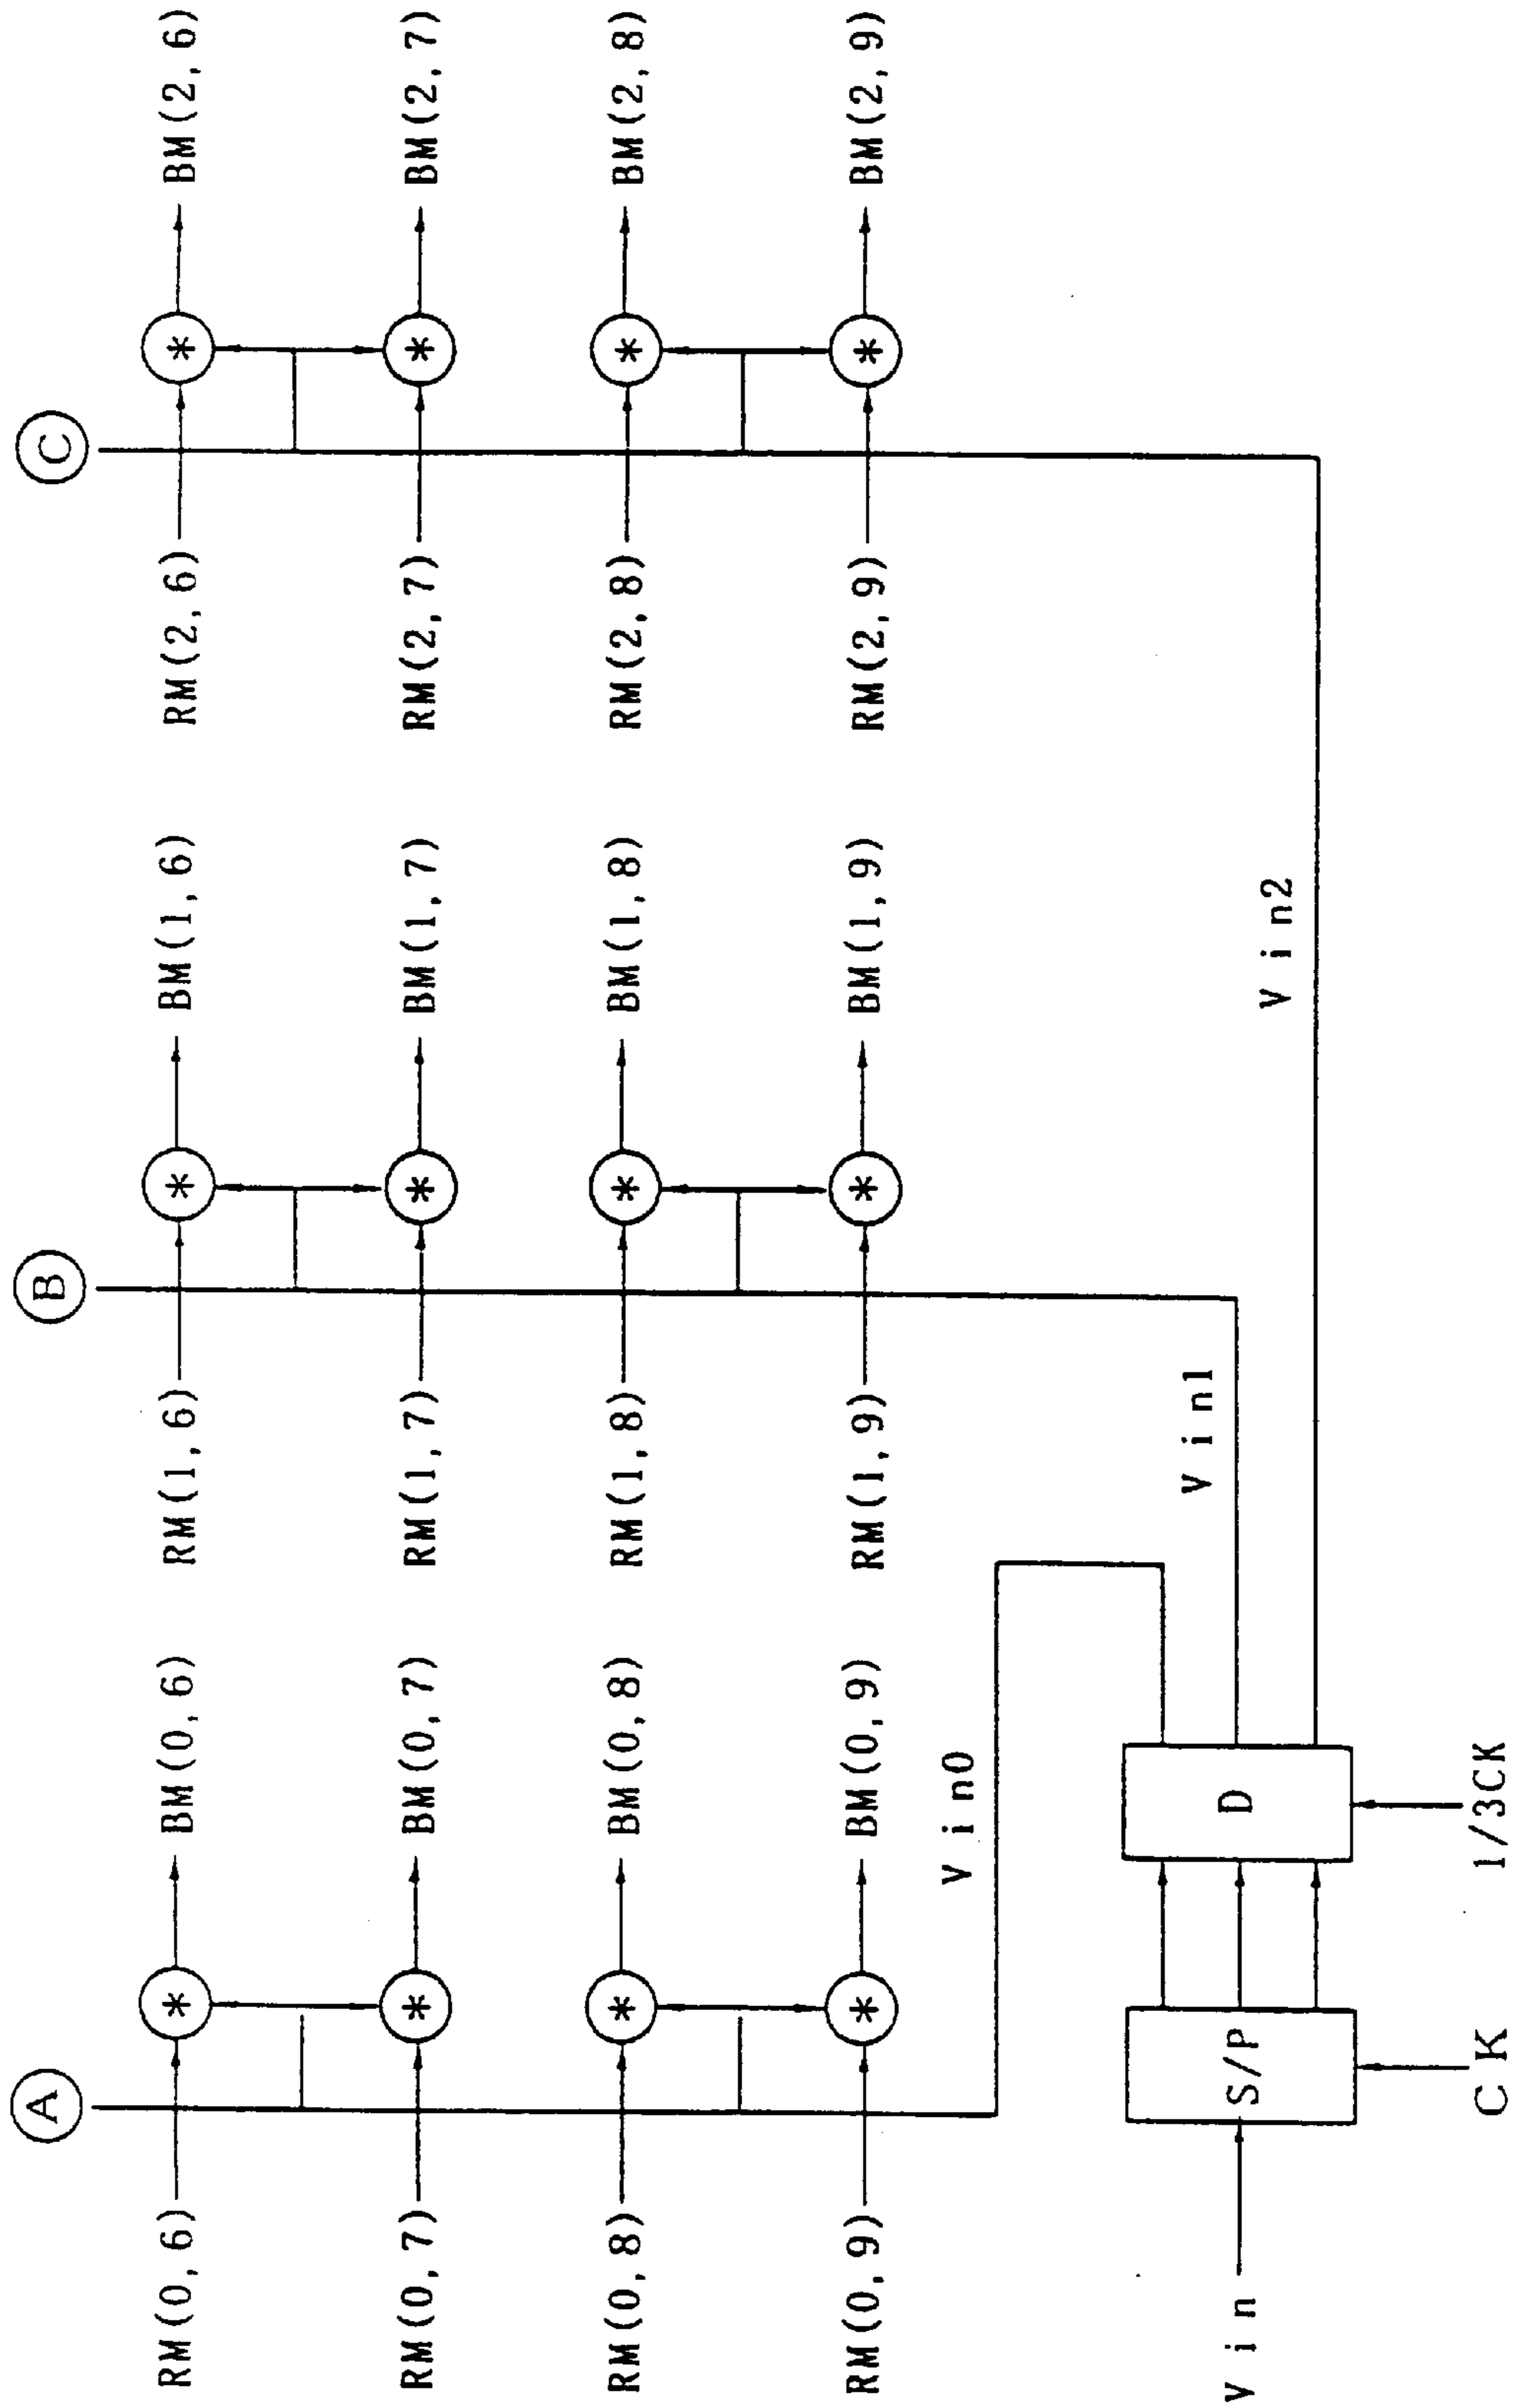 A
B
C
RM(0,6)
BM(0,6)
RM(1,6)
BM(1,6)
RM(2,6)
BM(2,6)
RM(0,7)
BM(0,7)
RM(1,7)
BM(1,7)
RM(2,7)
BM(2,7)
RM(0,8)
BM(0,8)
RM(1,8)
BM(1,8)
RM(2,8)
BM(2,8)
RM(0,9)
BM(0,9)
RM(1,9)
BM(1,9)
RM(2,9)
BM(2,9)
Vin0
Vin1
Vin2
Vin
S/P
D
CK
1/3CK